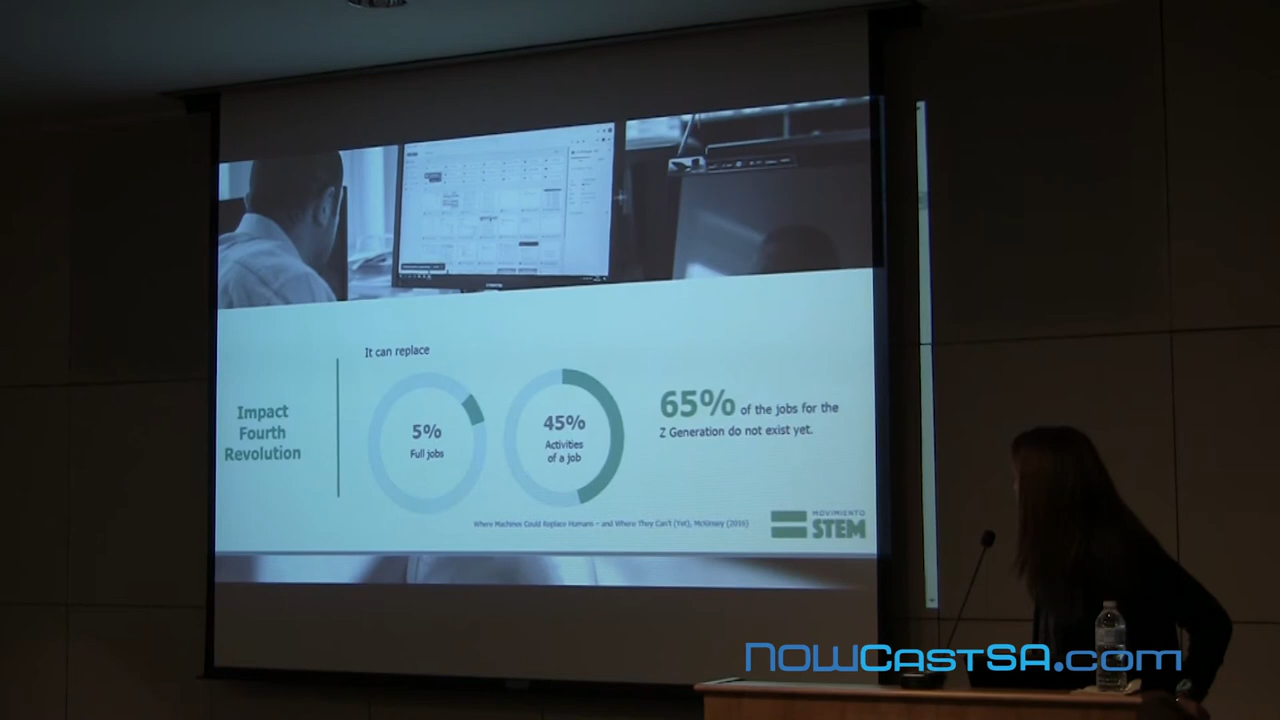 It can replace
Impact
Fourth
Revolution
5%
Full jobs
45%
Activities
of a job
65% of the jobs for the
Z Generation do not exist yet.
Where Machines Could Replace Humans – and Where They Can't (Yet), McKinsey (2016)
MOVIMIENTO
STEM
NOWCastSA.com